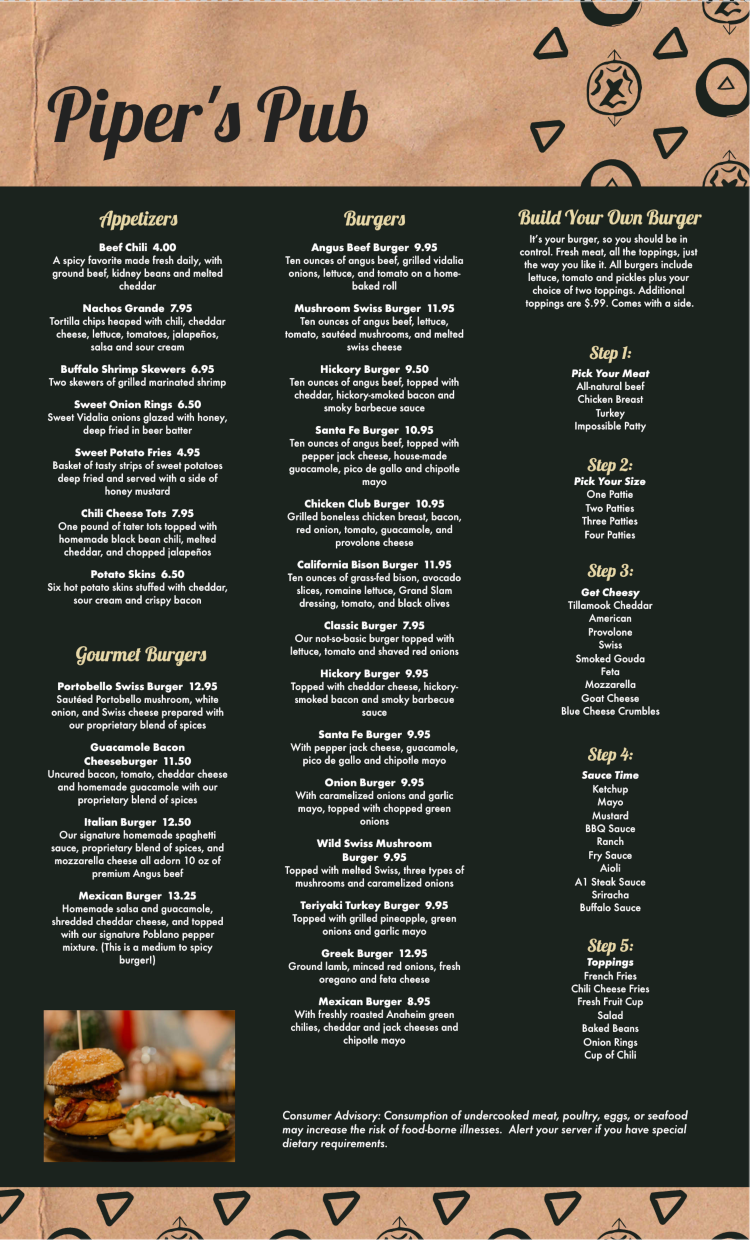 Piper's Pub
Appetizers
Beef Chili 4.00
A spicy favorite made fresh daily, with
ground beef, kidney beans and melted
cheddar
Nachos Grande 7.95
Tortilla chips heaped with chili, cheddar
cheese, lettuce, tomatoes, jalapeños,
salsa and sour cream
Buffalo Shrimp Skewers 6.95
Two skewers of grilled marinated shrimp
Sweet Onion Rings 6.50
Sweet Vidalia onions glazed with honey,
deep fried in beer batter
Sweet Potato Fries 4.95
Basket of tasty strips of sweet potatoes
deep fried and served with a side of
honey mustard
Chili Cheese Tots 7.95
One pound of tater tots topped with
homemade black bean chili, melted
cheddar, and chopped jalapeños
Potato Skins 6.50
Six hot potato skins stuffed with cheddar,
sour cream and crispy bacon
Gourmet Burgers
Portobello Swiss Burger 12.95
Sautéed Portobello mushroom, white
onion, and Swiss cheese prepared with
our proprietary blend of spices
Guacamole Bacon
Cheeseburger 11.50
Uncured bacon, tomato, cheddar cheese
and homemade guacamole with our
proprietary blend of spices
Italian Burger 12.50
Our signature homemade spaghetti
sauce, proprietary blend of spices, and
mozzarella cheese all adorn 10 oz of
premium Angus beef
Mexican Burger 13.25
Homemade salsa and guacamole,
shredded cheddar cheese, and topped
with our signature Poblano pepper
mixture. (This is a medium to spicy
burger!)
Burgers
Angus Beef Burger 9.95
Ten ounces of angus beef, grilled vidalia
onions, lettuce, and tomato on a home-
baked roll
Mushroom Swiss Burger 11.95
Ten ounces of angus beef, lettuce,
tomato, sautéed mushrooms, and melted
swiss cheese
Hickory Burger 9.50
Ten ounces of angus beef, topped with
cheddar, hickory-smoked bacon and
smoky barbecue sauce
Santa Fe Burger 10.95
Ten ounces of angus beef, topped with
pepper jack cheese, house-made
guacamole, pico de gallo and chipotle
mayo
Chicken Club Burger 10.95
Grilled boneless chicken breast, bacon,
red onion, tomato, guacamole, and
provolone cheese
California Bison Burger 11.95
Ten ounces of grass-fed bison, avocado
slices, romaine lettuce, Grand Slam
dressing, tomato, and black olives
Classic Burger 7.95
Our not-so-basic burger topped with
lettuce, tomato and shaved red onions
Hickory Burger 9.95
Topped with cheddar cheese, hickory-
smoked bacon and smoky barbecue
sauce
Santa Fe Burger 9.95
With pepper jack cheese, guacamole,
pico de gallo and chipotle mayo
Onion Burger 9.95
With caramelized onions and garlic
mayo, topped with chopped green
onions
Wild Swiss Mushroom
Burger 9.95
Topped with melted Swiss, three types of
mushrooms and caramelized onions
Teriyaki Turkey Burger 9.95
Topped with grilled pineapple, green
onions and garlic mayo
Greek Burger 12.95
Ground lamb, minced red onions, fresh
oregano and feta cheese
Mexican Burger 8.95
With freshly roasted Anaheim green
chilies, cheddar and jack cheeses and
chipotle mayo
Build Your Own Burger
It's your burger, so you should be in
control. Fresh meat, all the toppings, just
the way you like it. All burgers include
lettuce, tomato and pickles plus your
choice of two toppings. Additional
toppings are $.99. Comes with a side.
Step 1:
Pick Your Meat
All-natural beef
Chicken Breast
Turkey
Impossible Patty
Step 2:
Pick Your Size
One Pattie
Two Patties
Three Patties
Four Patties
Step 3:
Get Cheesy
Tillamook Cheddar
American
Provolone
Swiss
Smoked Gouda
Feta
Mozzarella
Goat Cheese
Blue Cheese Crumbles
Step 4:
Sauce Time
Ketchup
Mayo
Mustard
BBQ Sauce
Ranch
Fry Sauce
Aioli
A1 Steak Sauce
Sriracha
Buffalo Sauce
Step 5:
Toppings
French Fries
Chili Cheese Fries
Fresh Fruit Cup
Salad
Baked Beans
Onion Rings
Cup of Chili
Consumer Advisory: Consumption of undercooked meat, poultry, eggs, or seafood
may increase the risk of food-borne illnesses. Alert your server if you have special
dietary requirements.